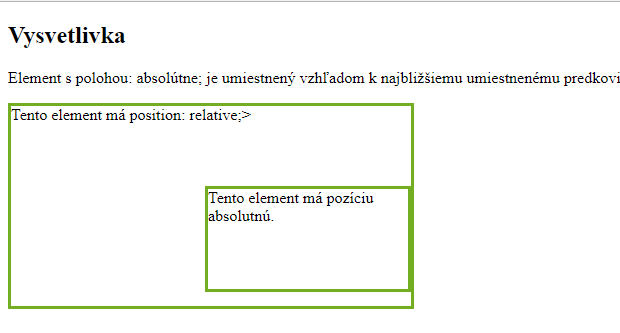 Vysvetlivka
Element s polohou: absolútne; je umiestnený vzhľadom k najbližšiemu umiestnenému predkovi
Tento element má position: relative;>
Tento element má pozíciu
absolutnú.